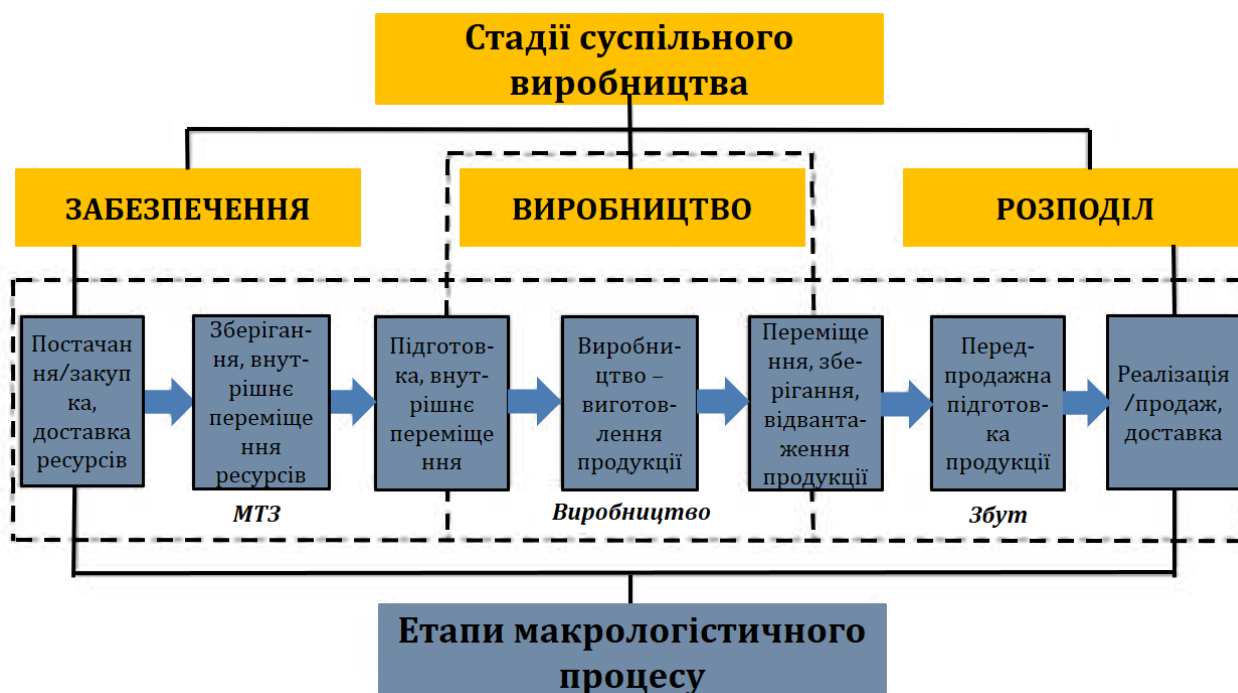 Стадії суспільного
виробництва
ЗАБЕЗПЕЧЕННЯ
ВИРОБНИЦТВО
РОЗПОДІЛ
Постачан
ня/закуп
ка,
доставка
ресурсів
Зберіган-
ня, внут-
рішнє
переміще
ння
ресурсів
Підготов-
ка, внут-
рішнє
переміще
ння
Виробни-
цтво –
виготов-
лення
продукції
Переміщ
ення, збе-
рігання,
відванта-
ження
продукції
Перед-
продажна
підготов-
ка
продукції
Реалізація
/продаж,
доставка
МТЗ
Виробництво
Збут
Етапи макрологістичного
процесу